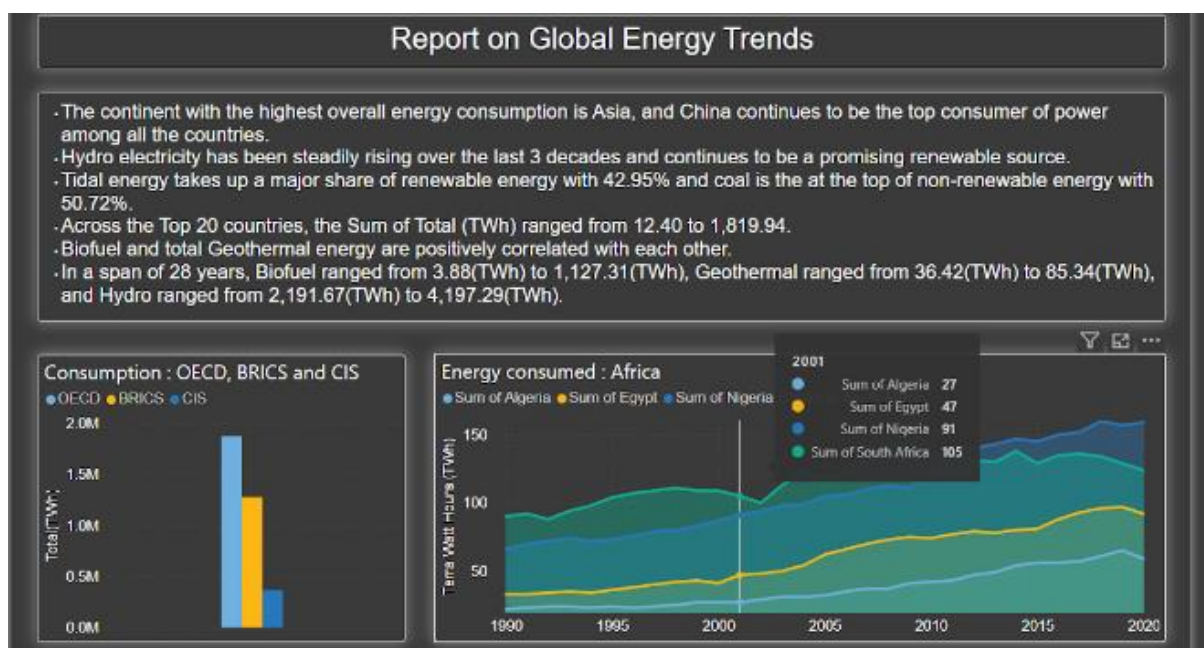 Report on Global Energy Trends
·The continent with the highest overall energy consumption is Asia, and China continues to be the top consumer of power
among all the countries.
·Hydro electricity has been steadily rising over the last 3 decades and continues to be a promising renewable source.
·Tidal energy takes up a major share of renewable energy with 42.95% and coal is the at the top of non-renewable energy with
50.72%.
·Across the Top 20 countries, the Sum of Total (TWh) ranged from 12.40 to 1,819.94.
·Biofuel and total Geothermal energy are positively correlated with each other.
·In a span of 28 years, Biofuel ranged from 3.88(TWh) to 1,127.31(TWh), Geothermal ranged from 36.42(TWh) to 85.34(TWh),
and Hydro ranged from 2,191.67(TWh) to 4,197.29(TWh).
Consumption : OECD, BRICS and CIS
OECD BRICS CIS
2.0M
1.5M
1.0M
0.5M
0.0M
Total(TWh)
Energy consumed : Africa
Sum of Algeria Sum of Egypt Sum of Nigeria
2001
Sum of Algeria 27
Sum of Egypt 47
Sum of Nigeria 91
Sum of South Africa 105
150
100
50
Terra Watt Hours (TWh)
1990 1995 2000 2005 2010 2015 2020